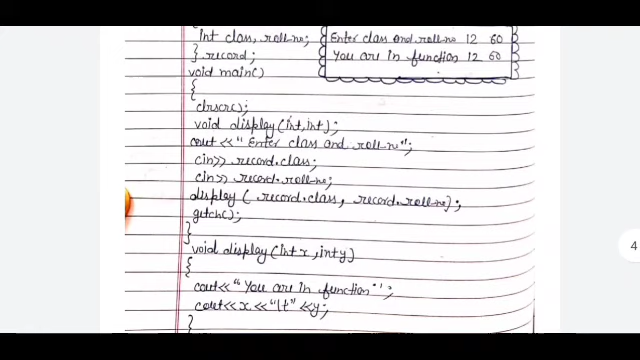 {
int class, roll-no;
} record;
Enter class and roll-no 12 60
You are in function 12 60
void main()
{
clrscr();
void display (int,int);
cout <<" Enter class and roll-no";
cin>> record.class;
cin>> record.roll-no;
display ( record.class, record.roll-no);
getch();
}
void display (int x , int y)
{
cout<<"You are in function";
cout<< x <<"\t" <<y;
}
4